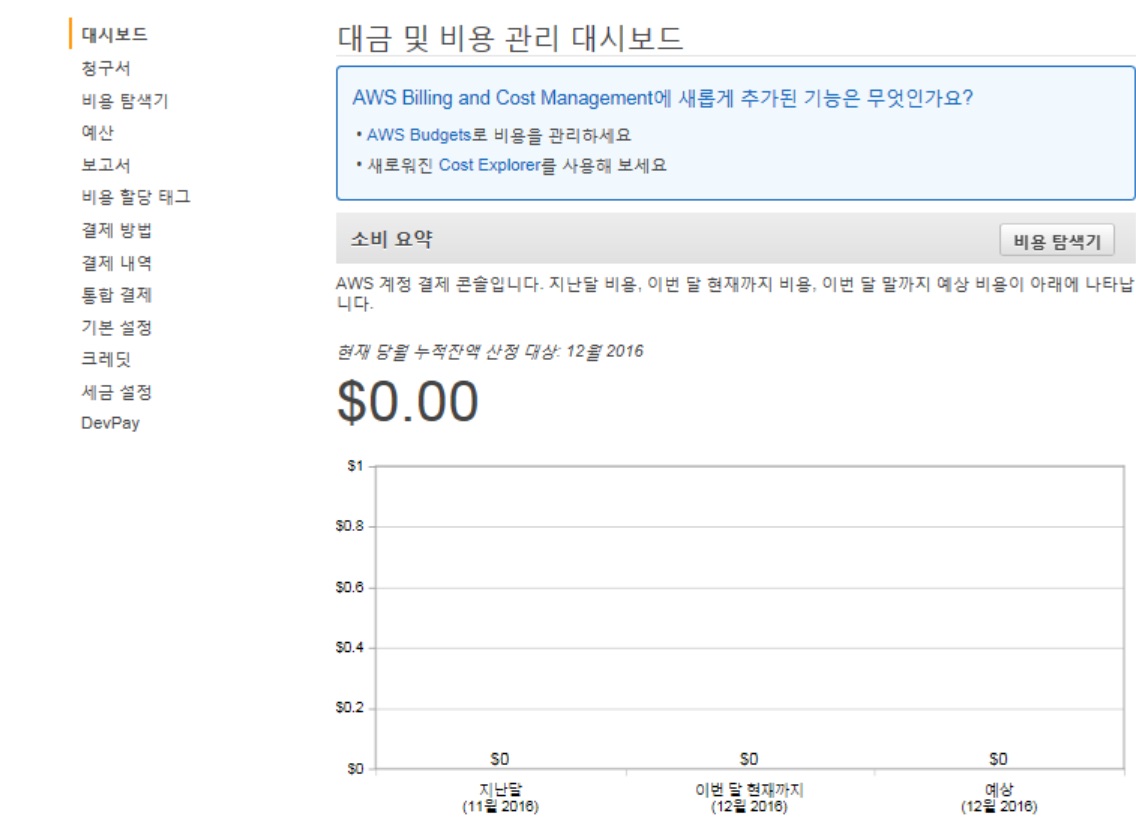 대시보드
청구서
비용 탐색기
예산
보고서
비용 할당 태그
결제 방법
결제 내역
통합 결제
기본 설정
크레딧
세금 설정
DevPay
대금 및 비용 관리 대시보드
AWS Billing and Cost Management에 새롭게 추가된 기능은 무엇인가요?
• AWS Budgets로 비용을 관리하세요
• 새로워진 Cost Explorer를 사용해 보세요
소비 요약
비용 탐색기
AWS 계정 결제 콘솔입니다. 지난달 비용, 이번 달 현재까지 비용, 이번 달 말까지 예상 비용이 아래에 나타납
니다.
현재 당월 누적잔액 산정 대상: 12월 2016
$0.00
$1
$0.8
$0.6
$0.4
$0.2
$0
$0 $0 $0
지난달 이번 달 현재까지 예상
(11월 2016) (12월 2016) (12월 2016)